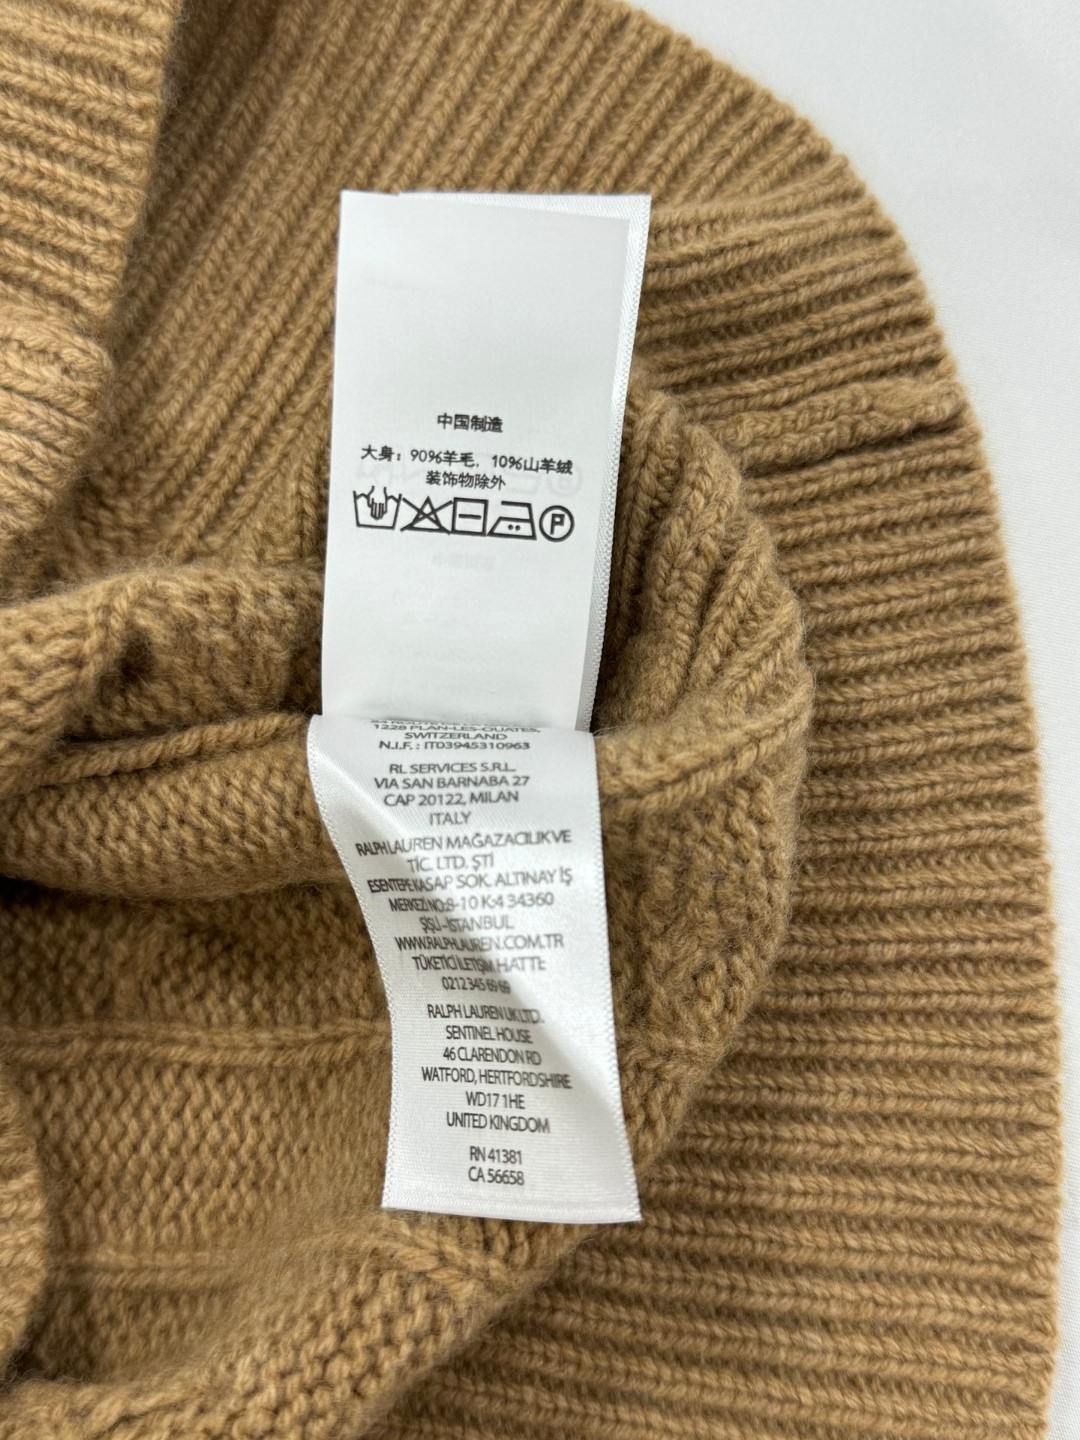 中国制造
大身：90%羊毛，10%山羊绒
装饰物除外
P
1228 PLAN-LES-OUATES,
SWITZERLAND
N.I.F. : IT03945310963
RL SERVICES S.R.L.
VIA SAN BARNABA 27
CAP 20122, MILAN
ITALY
RALPH LAUREN MAĞAZACILIK VE
TİC. LTD. ŞTİ
ESENTEPE KASAP SOK. ALTINAY İŞ
MERKEZİ NO:8-10 K:4 34360
ŞİŞLİ-İSTANBUL
WWW.RALPHLAUREN.COM.TR
TÜKETİCİ İLETİŞİM HATTI:
0212 345 69 69
RALPH LAUREN UK LTD.
SENTINEL HOUSE
46 CLARENDON RD
WATFORD, HERTFORDSHIRE
WD17 1HE
UNITED KINGDOM
RN 41381
CA 56658